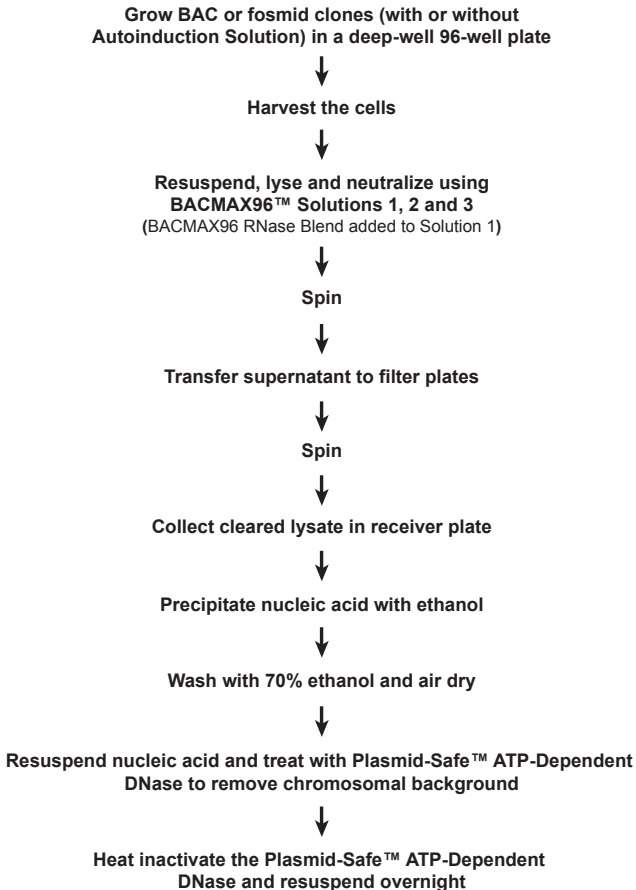 Grow BAC or fosmid clones (with or without
Autoinduction Solution) in a deep-well 96-well plate
Harvest the cells
Resuspend, lyse and neutralize using
BACMAX96™ Solutions 1, 2 and 3
(BACMAX96 RNase Blend added to Solution 1)
Spin
Transfer supernatant to filter plates
Spin
Collect cleared lysate in receiver plate
Precipitate nucleic acid with ethanol
Wash with 70% ethanol and air dry
Resuspend nucleic acid and treat with Plasmid-Safe™ ATP-Dependent
DNase to remove chromosomal background
Heat inactivate the Plasmid-Safe™ ATP-Dependent
DNase and resuspend overnight